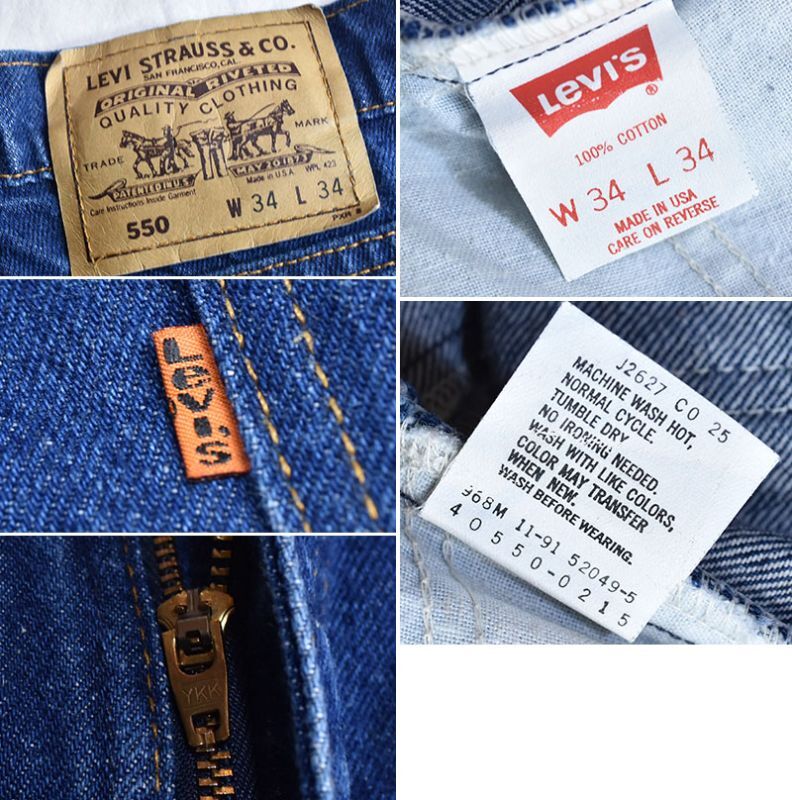 LEVI STRAUSS & CO.
SAN FRANCISCO, CAL.
ORIGINAL RIVETED
QUALITY CLOTHING
TRADE MARK
PATENTED IN U.S. MAY 20 1873
Made in U.S.A. WPL 423
Care Instructions Inside Garment
550 W 34 L 34
Levi's
®
100% COTTON
W 34 L 34
MADE IN USA
CARE ON REVERSE
LEVI'S
J2627 CO 25
MACHINE WASH HOT,
NORMAL CYCLE.
TUMBLE DRY
NO IRONING NEEDED
WASH WITH LIKE COLORS,
COLOR MAY TRANSFER
WHEN NEW.
WASH BEFORE WEARING.
968M 11-91 52049-5
40550-0215
YKK